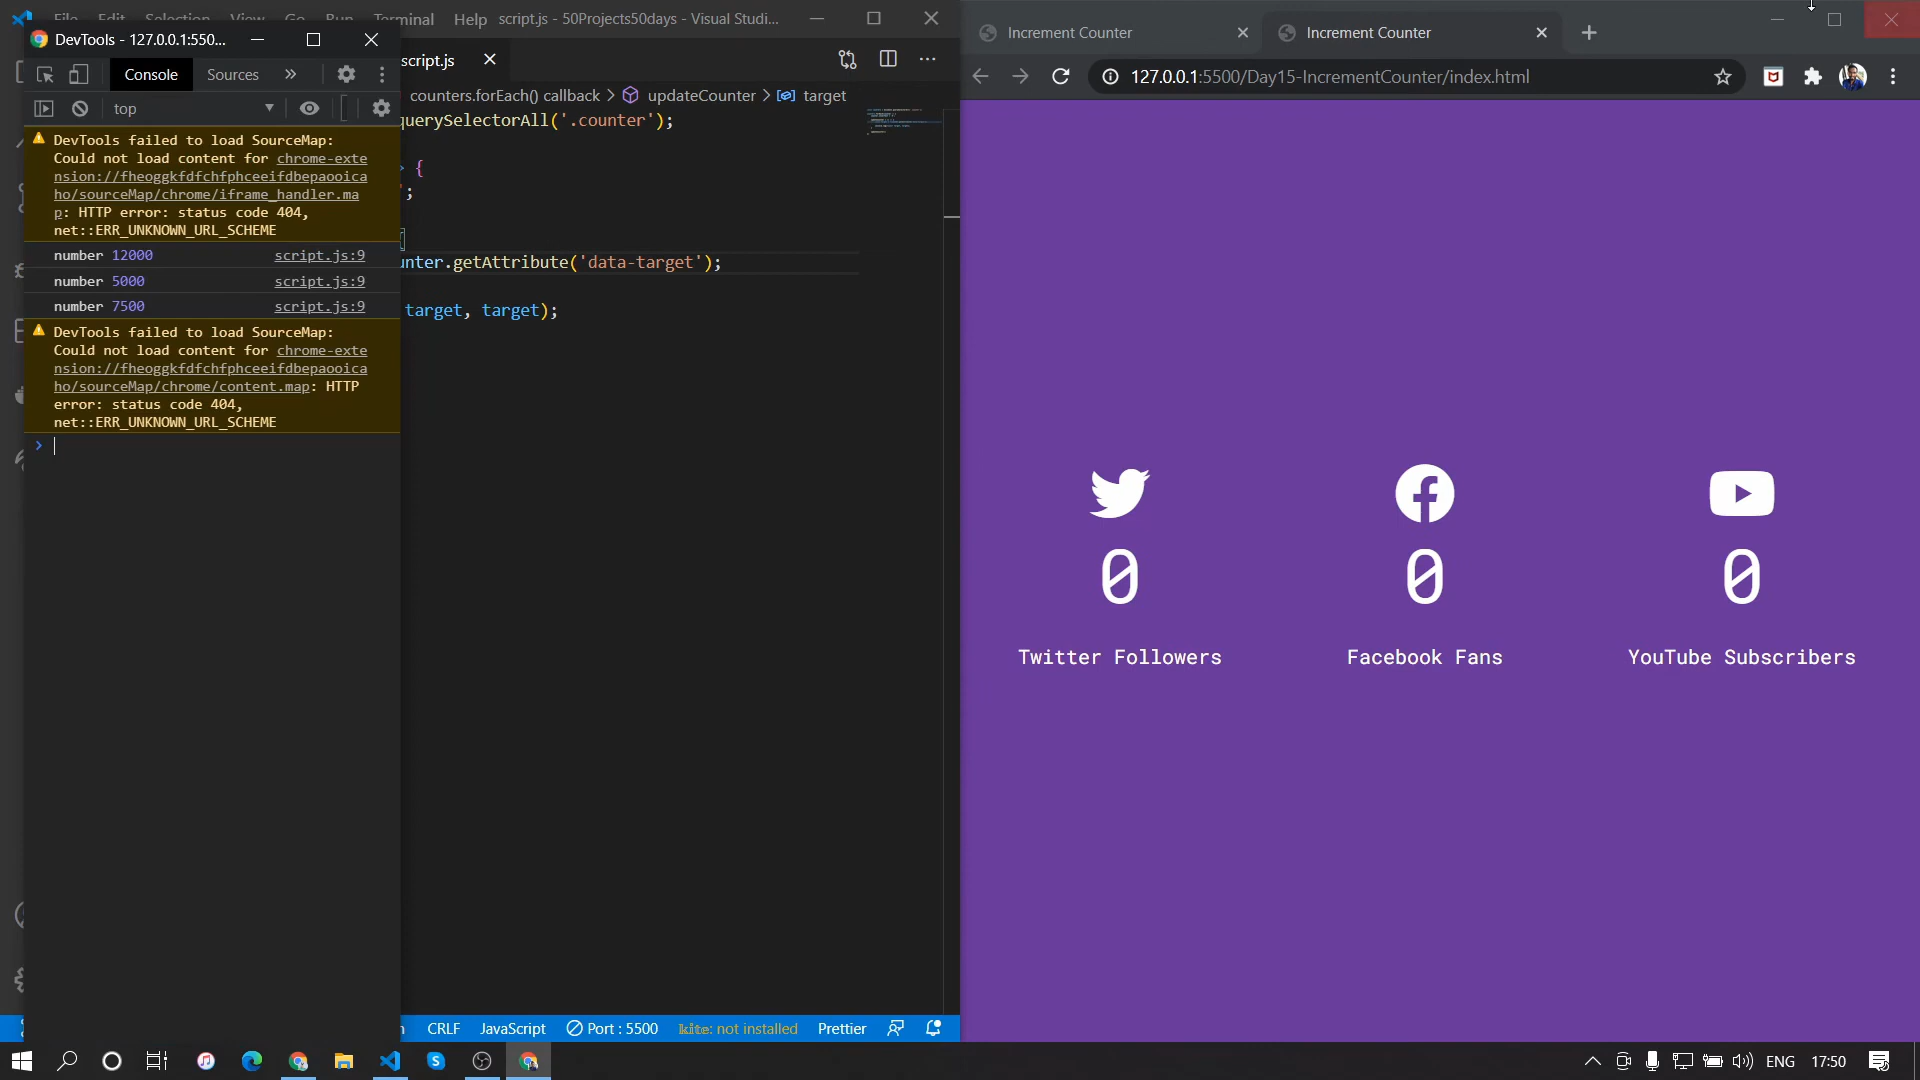 File Edit Selection View Go Run Terminal Help script.js - 50Projects50days - Visual Studi...
DevTools - 127.0.0.1:550...
Console Sources »
top
DevTools failed to load SourceMap:
Could not load content for chrome-exte
nsion://fheoggkfdfchfphceeifdbepaooica
ho/sourceMap/chrome/iframe_handler.ma
p: HTTP error: status code 404,
net::ERR_UNKNOWN_URL_SCHEME
number 12000 script.js:9
number 5000 script.js:9
number 7500 script.js:9
DevTools failed to load SourceMap:
Could not load content for chrome-exte
nsion://fheoggkfdfchfphceeifdbepaooica
ho/sourceMap/chrome/content.map: HTTP
error: status code 404,
net::ERR_UNKNOWN_URL_SCHEME
script.js
counters.forEach() callback > updateCounter > target
querySelectorAll('.counter');
> {
';
{
unter.getAttribute('data-target');
target, target);
CRLF JavaScript Port : 5500 kite: not installed Prettier
Increment Counter Increment Counter
127.0.0.1:5500/Day15-IncrementCounter/index.html
0 0 0
Twitter Followers Facebook Fans YouTube Subscribers
ENG 17:50